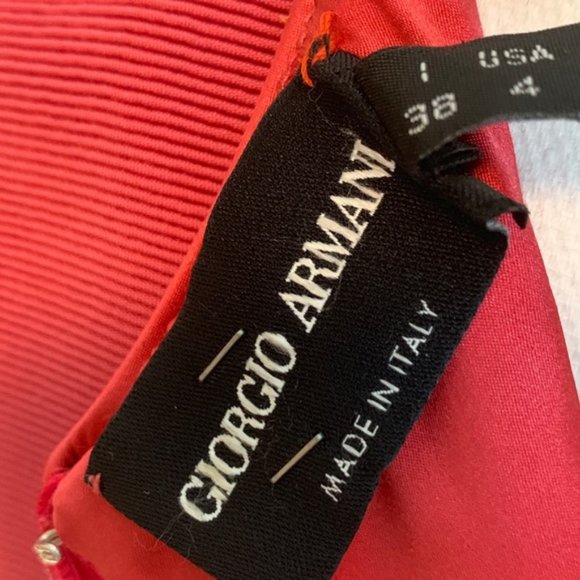 GIORGIO ARMANI
MADE IN ITALY
I USA
38 4